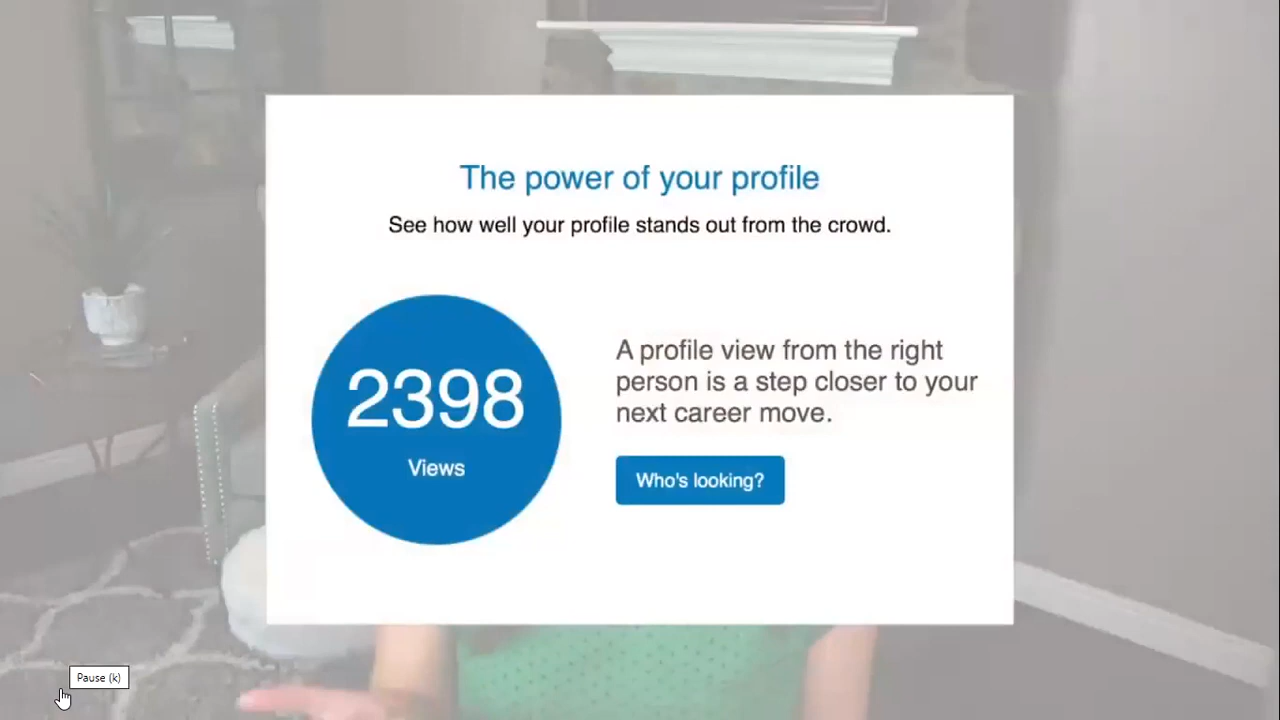 The power of your profile
See how well your profile stands out from the crowd.
2398
Views
A profile view from the right
person is a step closer to your
next career move.
Who's looking?
Pause (k)